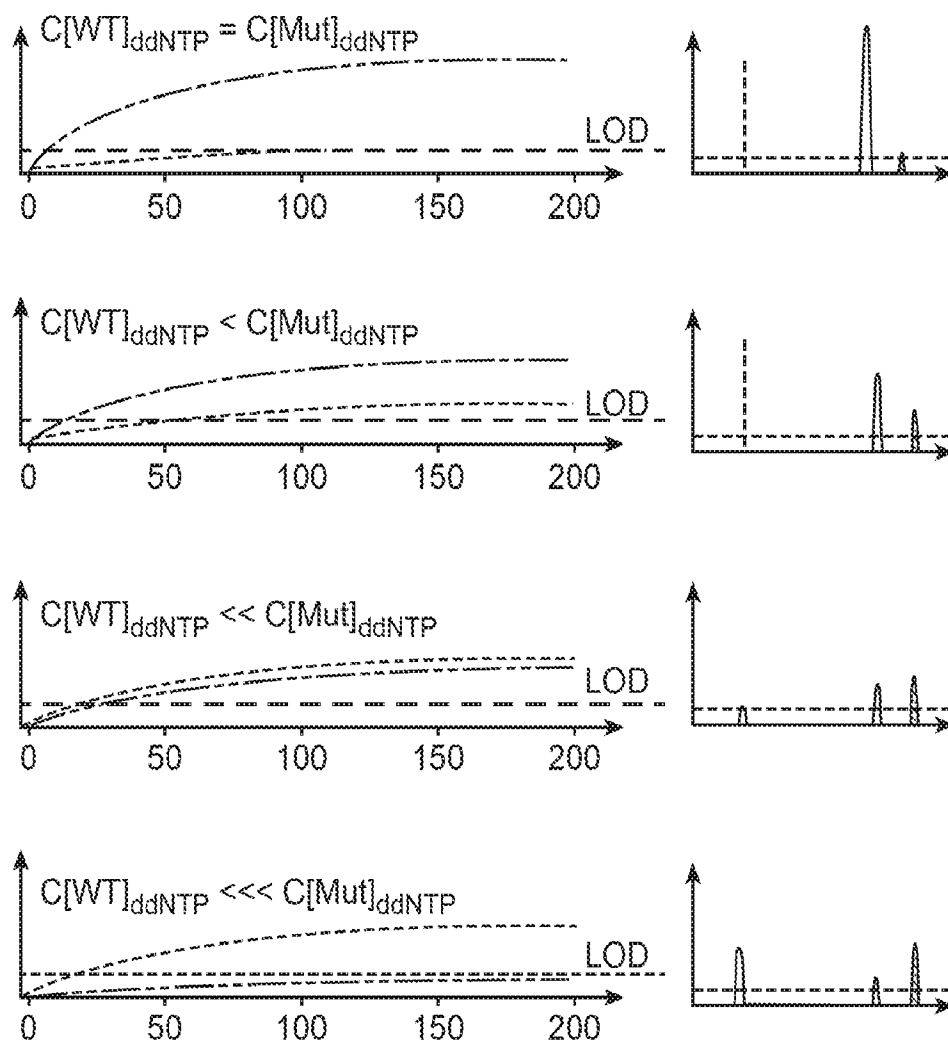 C[WT]ddNTP = C[Mut]ddNTP
LOD
0 50 100 150 200
C[WT]ddNTP < C[Mut]ddNTP
LOD
0 50 100 150 200
C[WT]ddNTP << C[Mut]ddNTP
LOD
0 50 100 150 200
C[WT]ddNTP <<< C[Mut]ddNTP
LOD
0 50 100 150 200